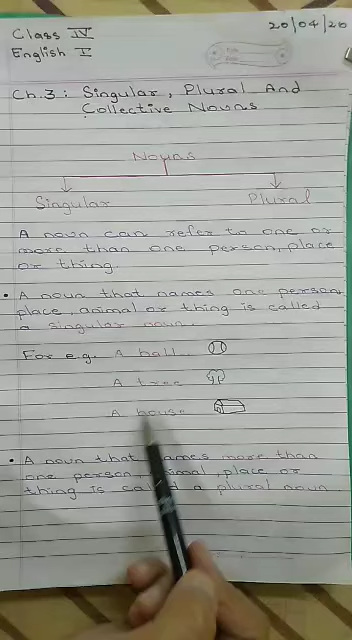 Class IV
20/04/20
English I
Ch.3: Singular, Plural And
Collective Nouns
Nouns
Singular Plural
A noun can refer to one or
more than one person, place
or thing.
• A noun that names one person
place, animal or thing is called
a singular noun.
For e.g. A ball
A tree
A house
• A noun that names more than
one person, animal, place or
thing is called a plural noun